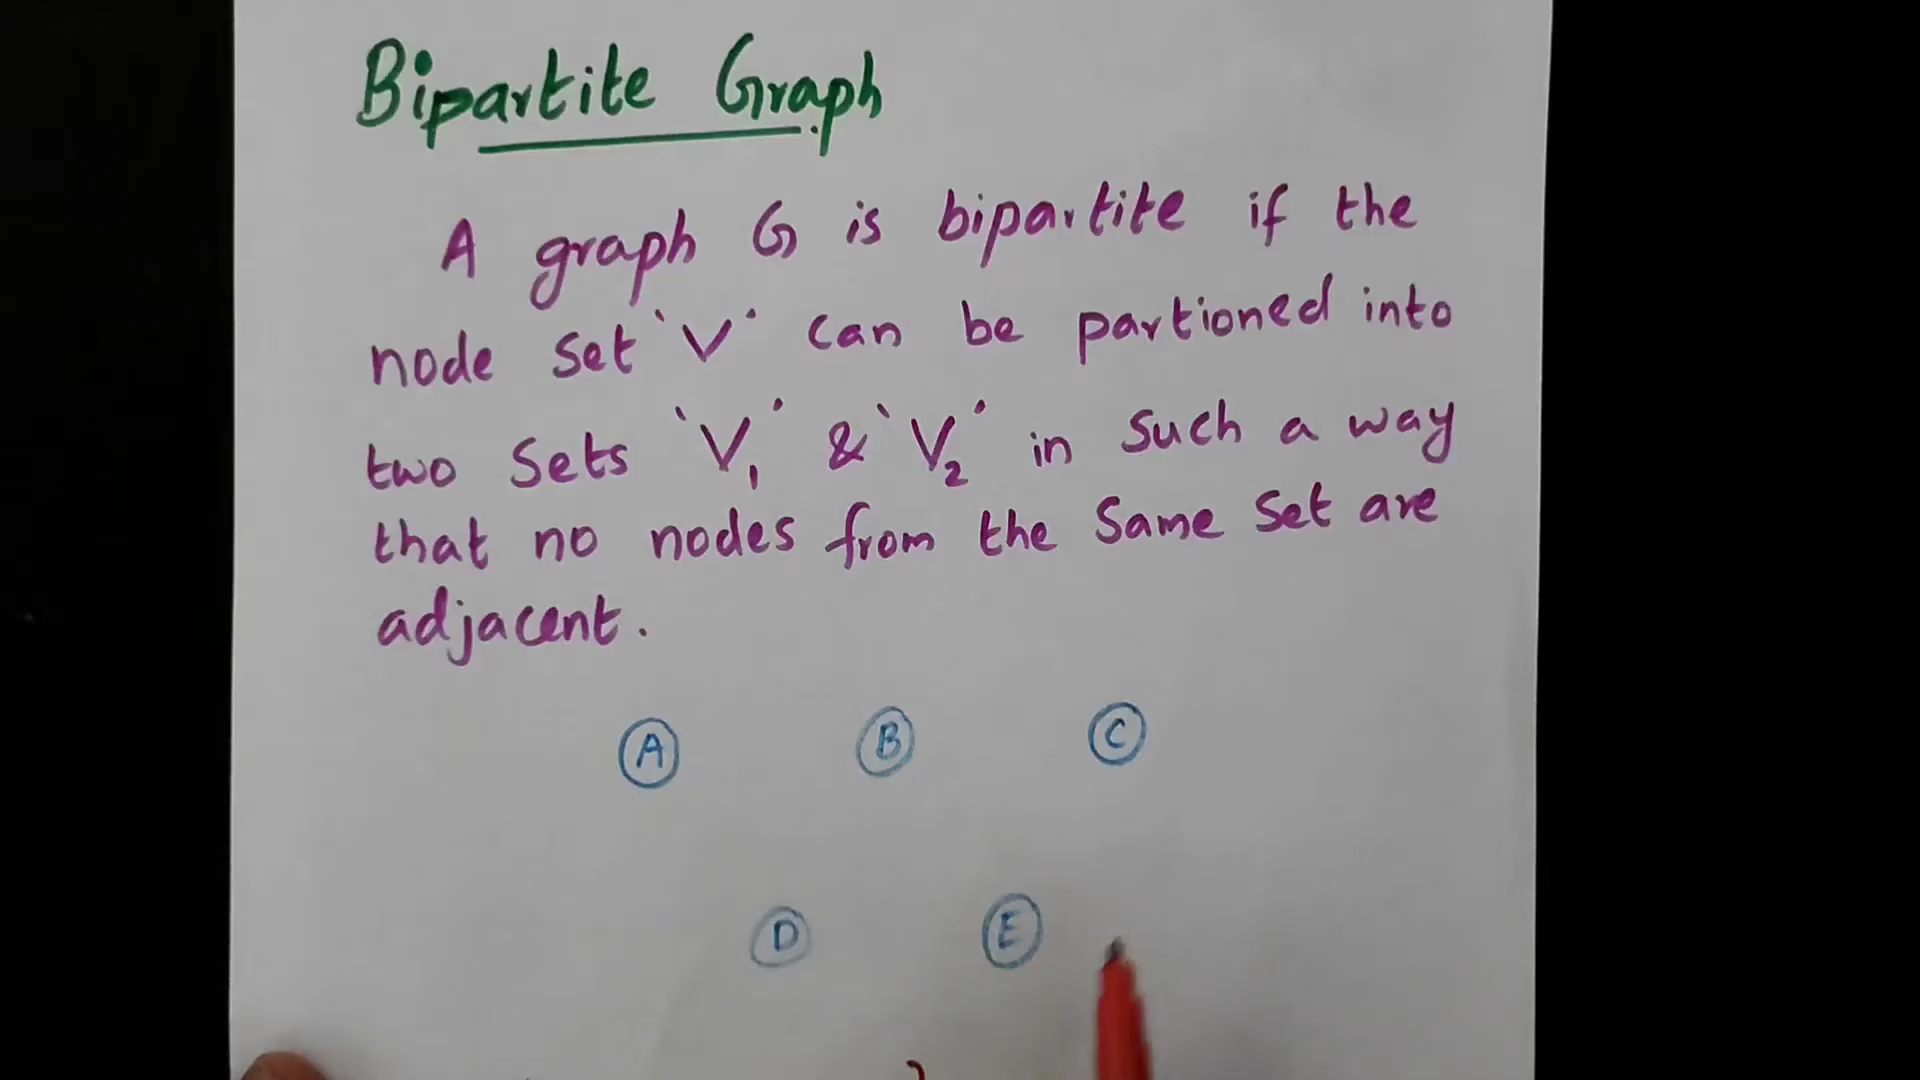 Bipartite Graph
A graph G is bipartite if the
node set 'V' can be partioned into
two sets 'V₁' & 'V₂' in such a way
that no nodes from the same set are
adjacent.
A B C
D E